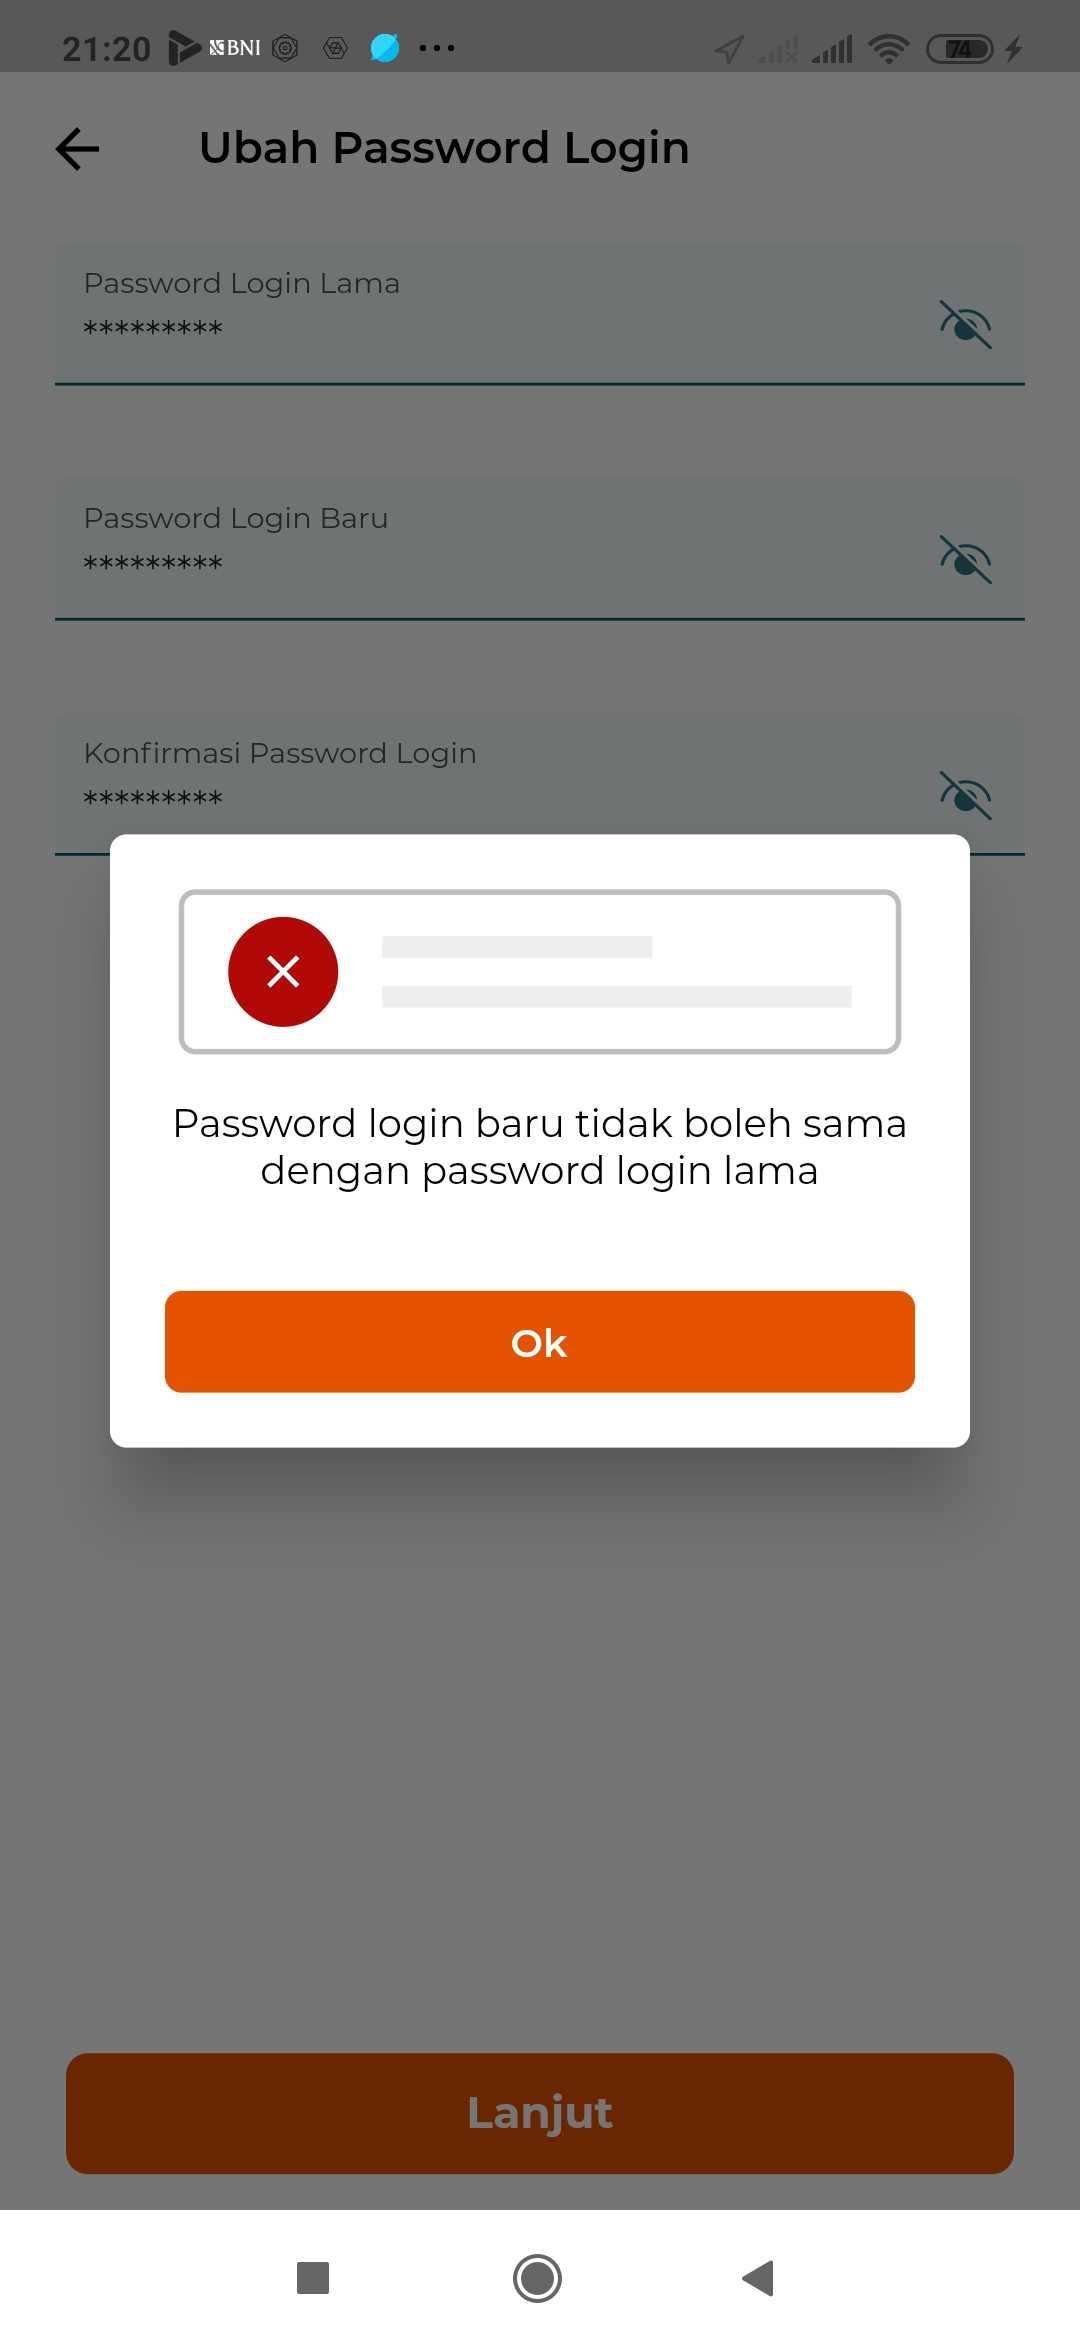 21:20 BNI 74
Ubah Password Login
Password Login Lama
*********
Password Login Baru
*********
Konfirmasi Password Login
*********
Password login baru tidak boleh sama
dengan password login lama
Ok
Lanjut